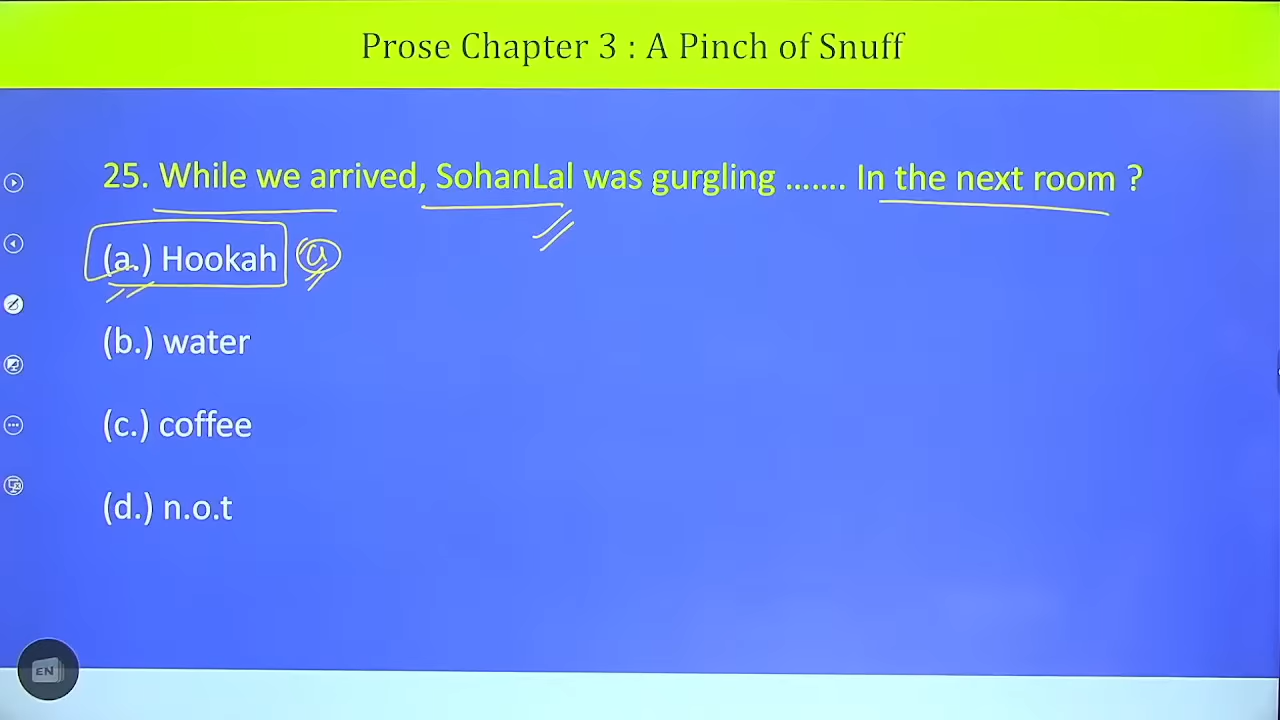 Prose Chapter 3 : A Pinch of Snuff
25. While we arrived, SohanLal was gurgling ....... In the next room ?
(a.) Hookah a
(b.) water
(c.) coffee
(d.) n.o.t
EN